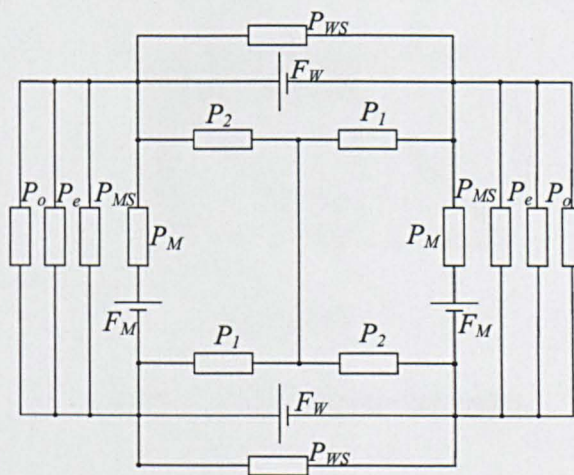 P_WS
F_W
P_2 P_1
P_o P_e P_MS P_MS P_e P_o
P_M P_M
F_M F_M
P_1 P_2
F_W
P_WS